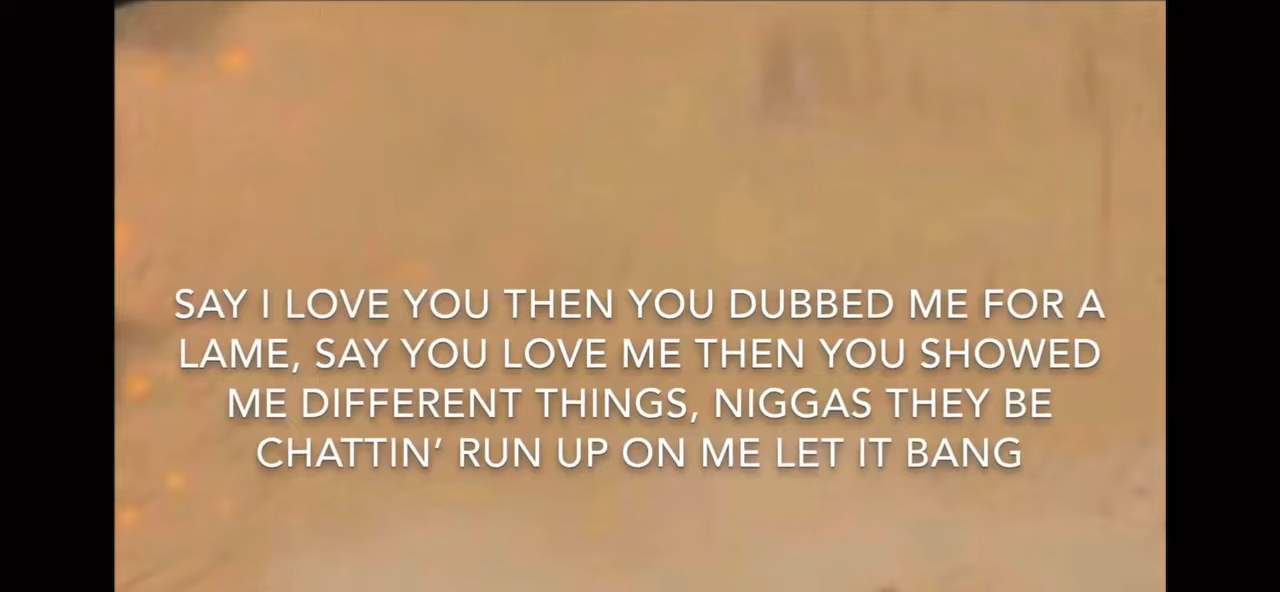 SAY I LOVE YOU THEN YOU DUBBED ME FOR A
LAME, SAY YOU LOVE ME THEN YOU SHOWED
ME DIFFERENT THINGS, NIGGAS THEY BE
CHATTIN’ RUN UP ON ME LET IT BANG